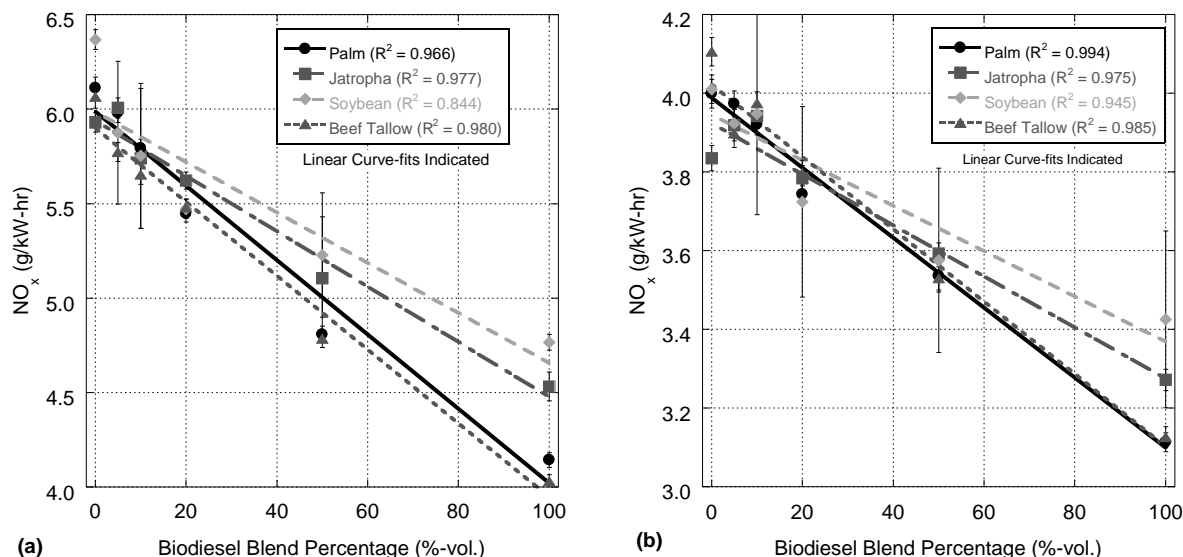 6.5
6.0
5.5
5.0
4.5
4.0
NOx (g/kW-hr)
Palm (R² = 0.966)
Jatropha (R² = 0.977)
Soybean (R² = 0.844)
Beef Tallow (R² = 0.980)
Linear Curve-fits Indicated
0 20 40 60 80 100
(a) Biodiesel Blend Percentage (%-vol.)
4.2
4.0
3.8
3.6
3.4
3.2
3.0
NOx (g/kW-hr)
Palm (R² = 0.994)
Jatropha (R² = 0.975)
Soybean (R² = 0.945)
Beef Tallow (R² = 0.985)
Linear Curve-fits Indicated
0 20 40 60 80 100
(b) Biodiesel Blend Percentage (%-vol.)